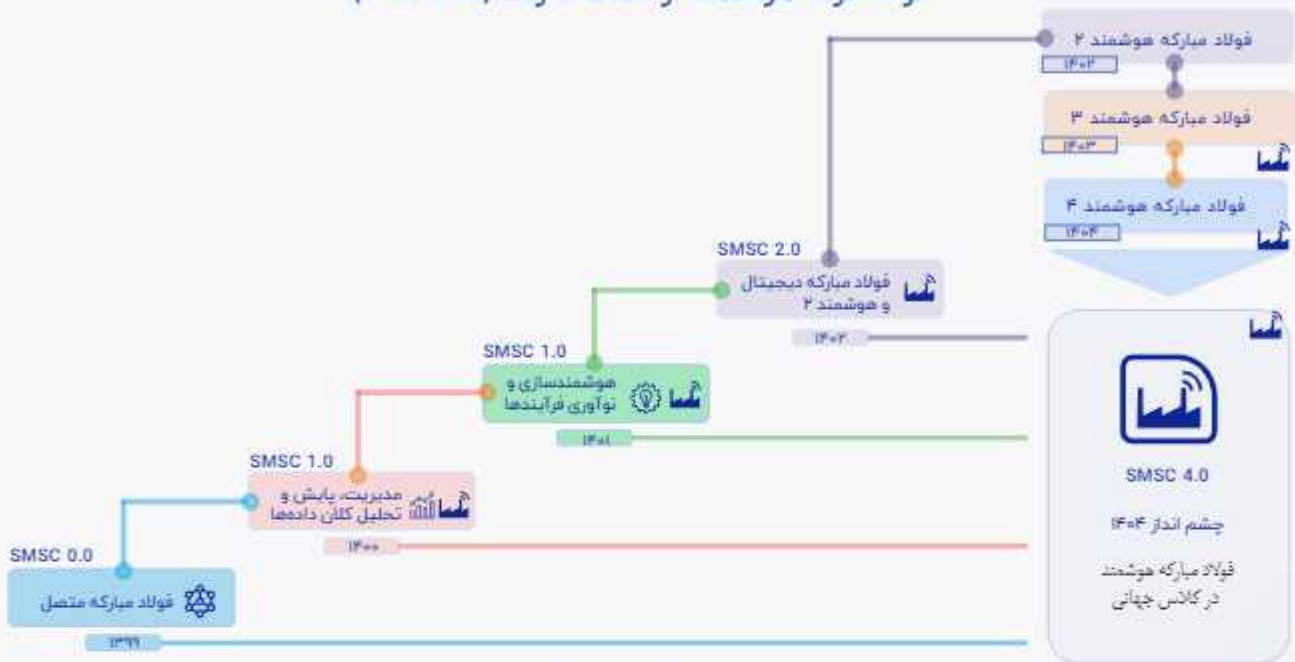 فولاد مبارکه هوشمند ۲
۱۴۰۲
فولاد مبارکه هوشمند ۳
۱۴۰۳
فولاد مبارکه هوشمند ۴
۱۴۰۴
SMSC 2.0
فولاد مبارکه دیجیتال
و هوشمند ۲
۱۴۰۲
SMSC 1.0
هوشمندسازی و
نوآوری فرآیندها
۱۴۰۱
SMSC 1.0
مدیریت، پایش و
تحلیل کلان داده‌ها
۱۴۰۰
SMSC 0.0
فولاد مبارکه متصل
۱۳۹۹
SMSC 4.0
چشم انداز ۱۴۰۴
فولاد مبارکه هوشمند
در کلاس جهانی